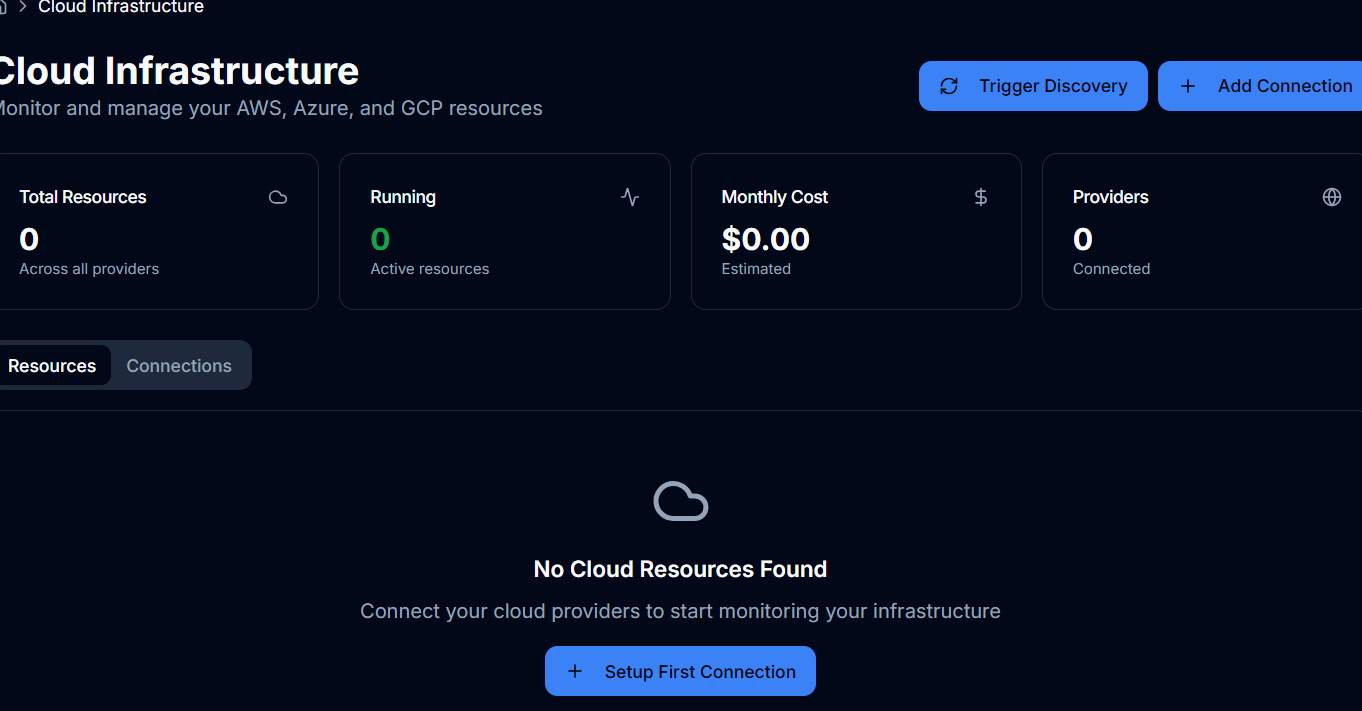 Cloud Infrastructure
Cloud Infrastructure
Monitor and manage your AWS, Azure, and GCP resources
Trigger Discovery
Add Connection
Total Resources
0
Across all providers
Running
0
Active resources
Monthly Cost
$0.00
Estimated
Providers
0
Connected
Resources
Connections
No Cloud Resources Found
Connect your cloud providers to start monitoring your infrastructure
Setup First Connection